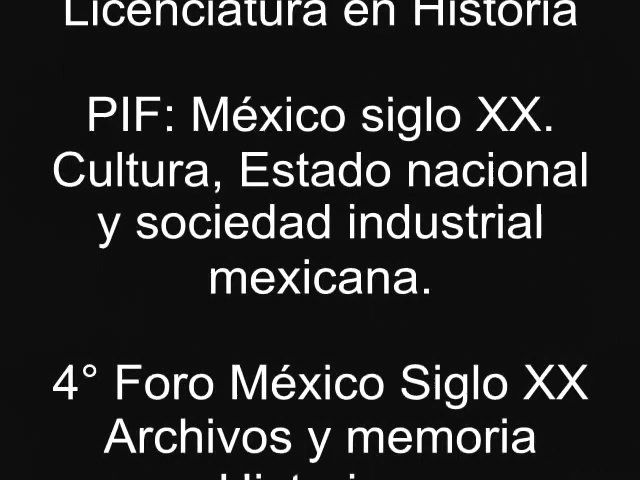 Licenciatura en Historia
PIF: México siglo XX.
Cultura, Estado nacional
y sociedad industrial
mexicana.
4° Foro México Siglo XX
Archivos y memoria